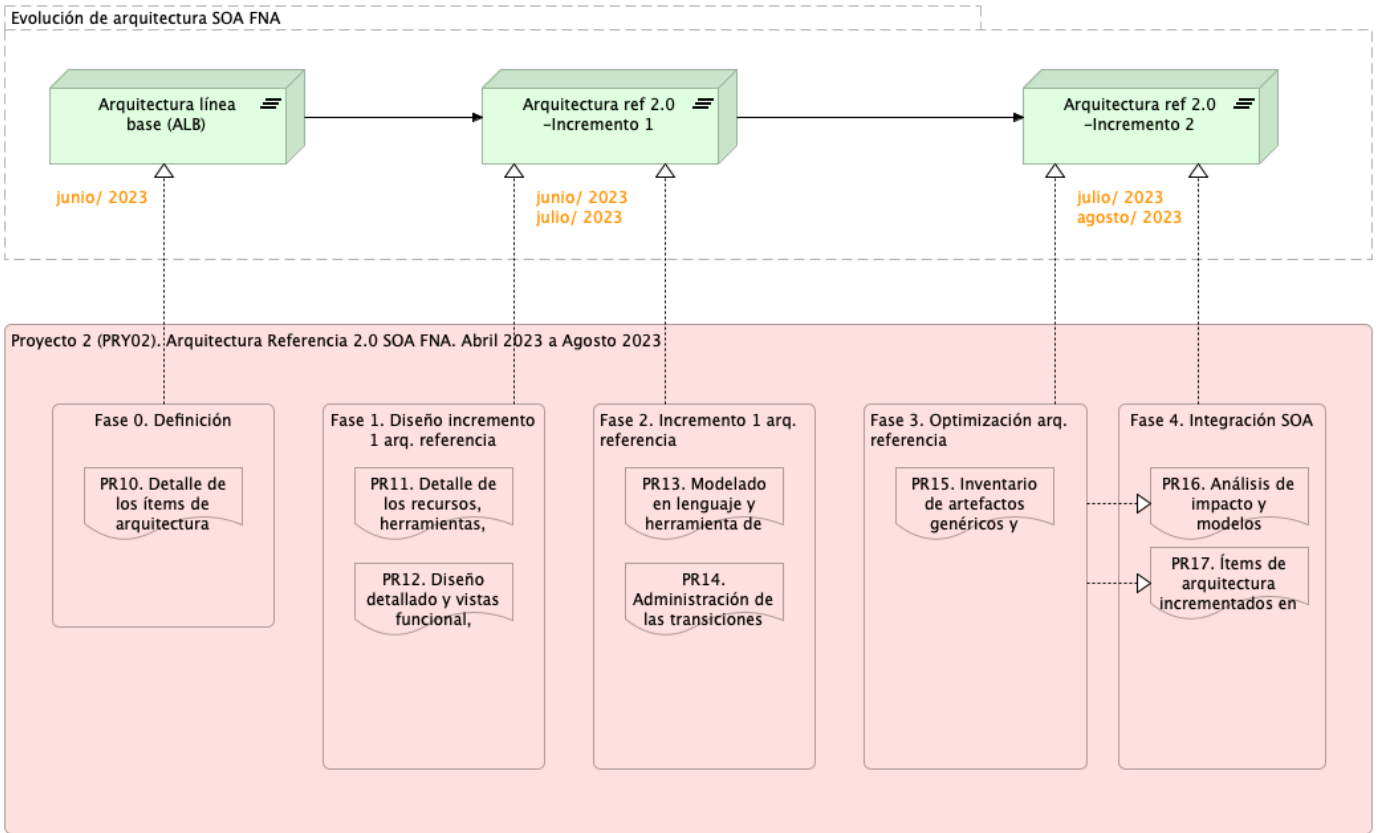 Evolución de arquitectura SOA FNA
Arquitectura línea
base (ALB)
Arquitectura ref 2.0
-Incremento 1
Arquitectura ref 2.0
-Incremento 2
junio/ 2023
junio/ 2023
julio/ 2023
julio/ 2023
agosto/ 2023
Proyecto 2 (PRY02). Arquitectura Referencia 2.0 SOA FNA. Abril 2023 a Agosto 2023
Fase 0. Definición
PR10. Detalle de
los ítems de
arquitectura
Fase 1. Diseño incremento
1 arq. referencia
PR11. Detalle de
los recursos,
herramientas,
PR12. Diseño
detallado y vistas
funcional,
Fase 2. Incremento 1 arq.
referencia
PR13. Modelado
en lenguaje y
herramienta de
PR14.
Administración de
las transiciones
Fase 3. Optimización arq.
referencia
PR15. Inventario
de artefactos
genéricos y
Fase 4. Integración SOA
PR16. Análisis de
impacto y
modelos
PR17. Ítems de
arquitectura
incrementados en